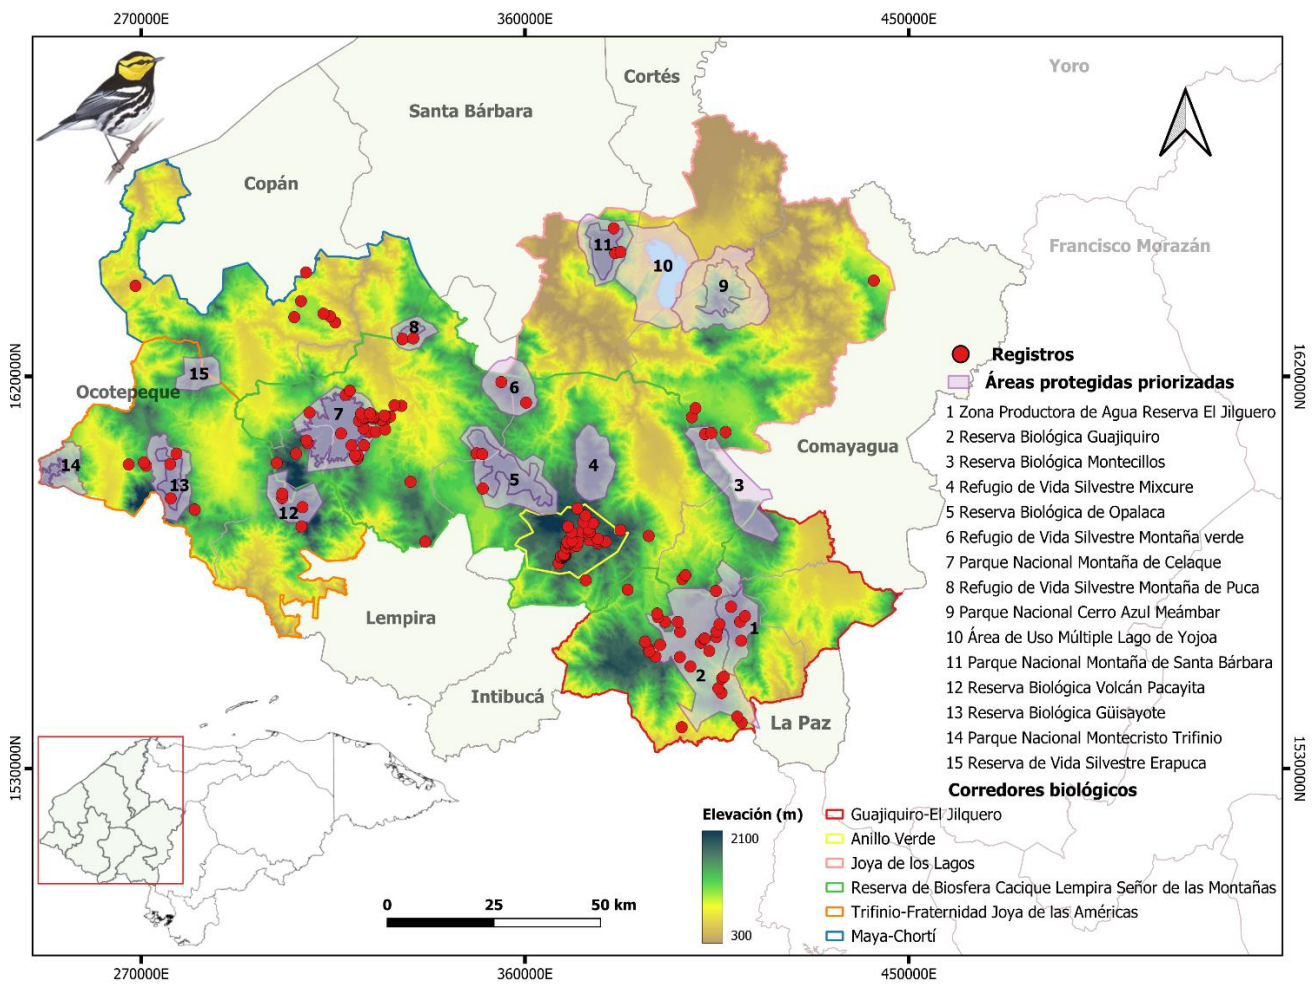 270000E
360000E
450000E
Yoro
Cortés
Santa Bárbara
Copán
Francisco Morazán
11
10
9
8
Registros
15
Ocotepeque
6
Áreas protegidas priorizadas
1620000N
1620000N
7
1 Zona Productora de Agua Reserva El Jilguero
2 Reserva Biológica Guajiquiro
Comayagua
3 Reserva Biológica Montecillos
14
13
5
4
3
4 Refugio de Vida Silvestre Mixcure
5 Reserva Biológica de Opalaca
12
6 Refugio de Vida Silvestre Montaña verde
7 Parque Nacional Montaña de Celaque
8 Refugio de Vida Silvestre Montaña de Puca
9 Parque Nacional Cerro Azul Meámbar
Lempira
1
10 Área de Uso Múltiple Lago de Yojoa
11 Parque Nacional Montaña de Santa Bárbara
2
12 Reserva Biológica Volcán Pacayita
Intibucá
13 Reserva Biológica Güisayote
La Paz
14 Parque Nacional Montecristo Trifinio
15 Reserva de Vida Silvestre Erapuca
1530000N
1530000N
Corredores biológicos
Elevación (m)
2100
300
Guajiquiro-El Jilquero
Anillo Verde
Joya de los Lagos
Reserva de Biosfera Cacique Lempira Señor de las Montañas
Trifinio-Fraternidad Joya de las Américas
Maya-Chortí
0 25 50 km
270000E
360000E
450000E